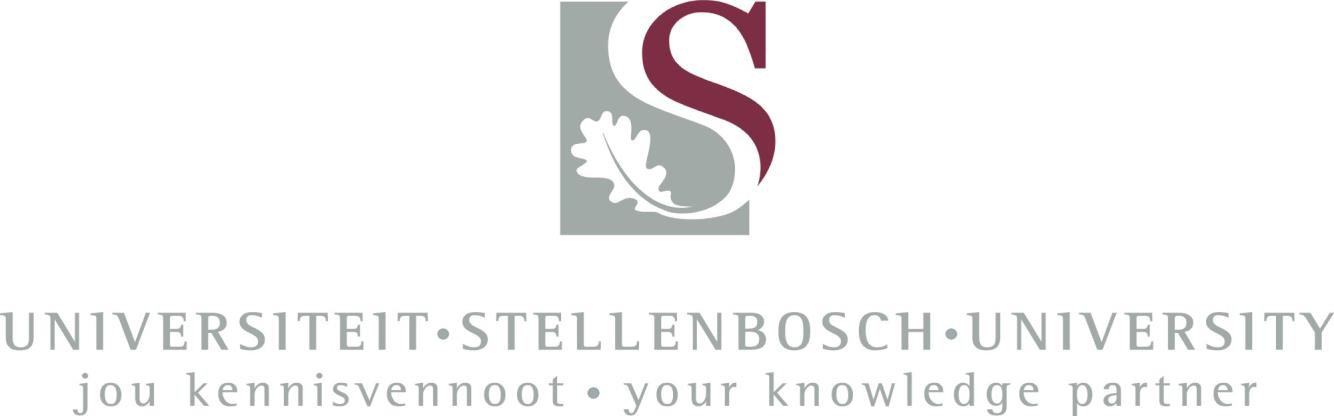 S
UNIVERSITEIT•STELLENBOSCH•UNIVERSITY
jou kennisvennoot • your knowledge partner